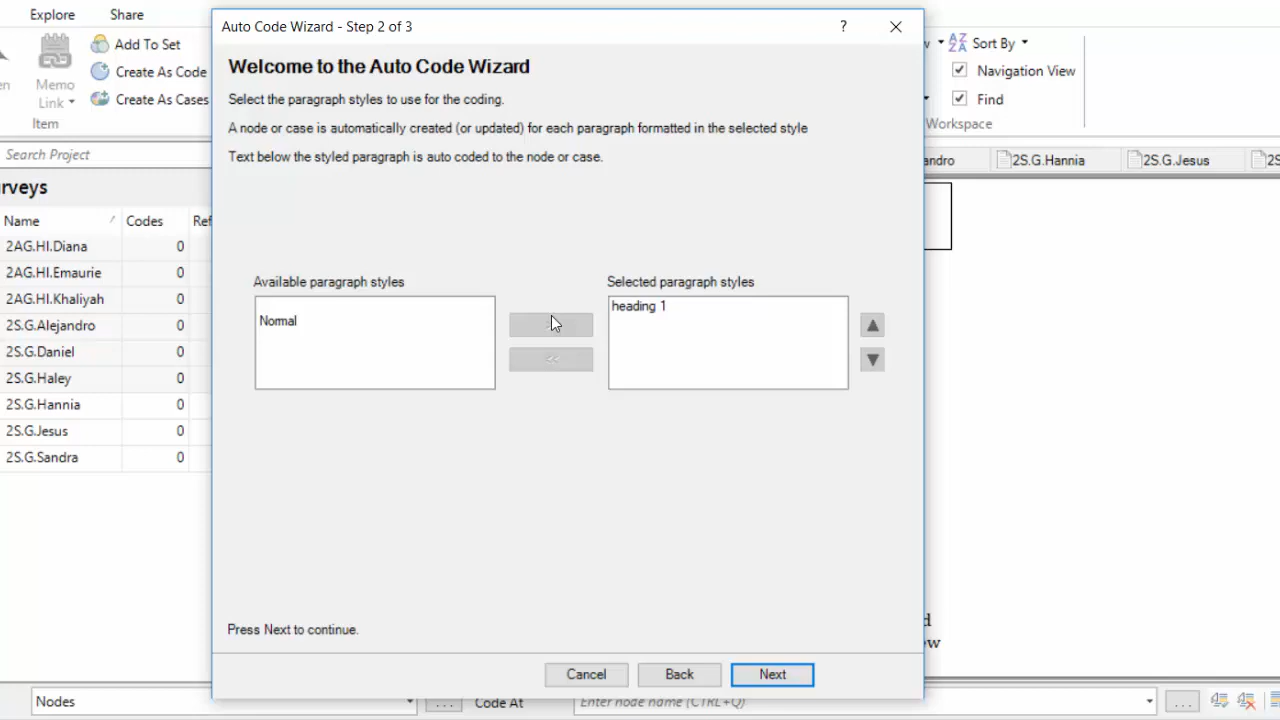 Explore Share
Auto Code Wizard - Step 2 of 3
?
Add To Set
Create As Code
Create As Cases
Memo
Link
Item
Sort By
Navigation View
Find
Workspace
Welcome to the Auto Code Wizard
Select the paragraph styles to use for the coding.
A node or case is automatically created (or updated) for each paragraph formatted in the selected style
Text below the styled paragraph is auto coded to the node or case.
Search Project
2S.G.Hannia
2S.G.Jesus
Name Codes
2AG.HI.Diana 0
2AG.HI.Emaurie 0
2AG.HI.Khaliyah 0
2S.G.Alejandro 0
2S.G.Daniel 0
2S.G.Haley 0
2S.G.Hannia 0
2S.G.Jesus 0
2S.G.Sandra 0
Available paragraph styles
Normal
<<
Selected paragraph styles
heading 1
Press Next to continue.
Cancel Back Next
Nodes
...
Code At
Enter node name (CTRL+Q)
...